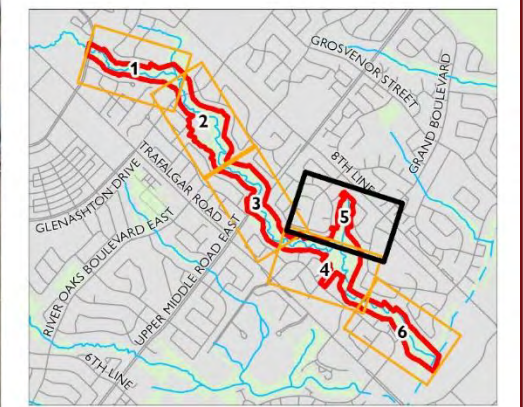 GROSVENOR STREET
GRAND BOULEVARD
8TH LINE
GLENASHTON DRIVE
TRAFALGAR ROAD
RIVER OAKS BOULEVARD EAST
UPPER MIDDLE ROAD EAST
6TH LINE
1
2
3
4
5
6